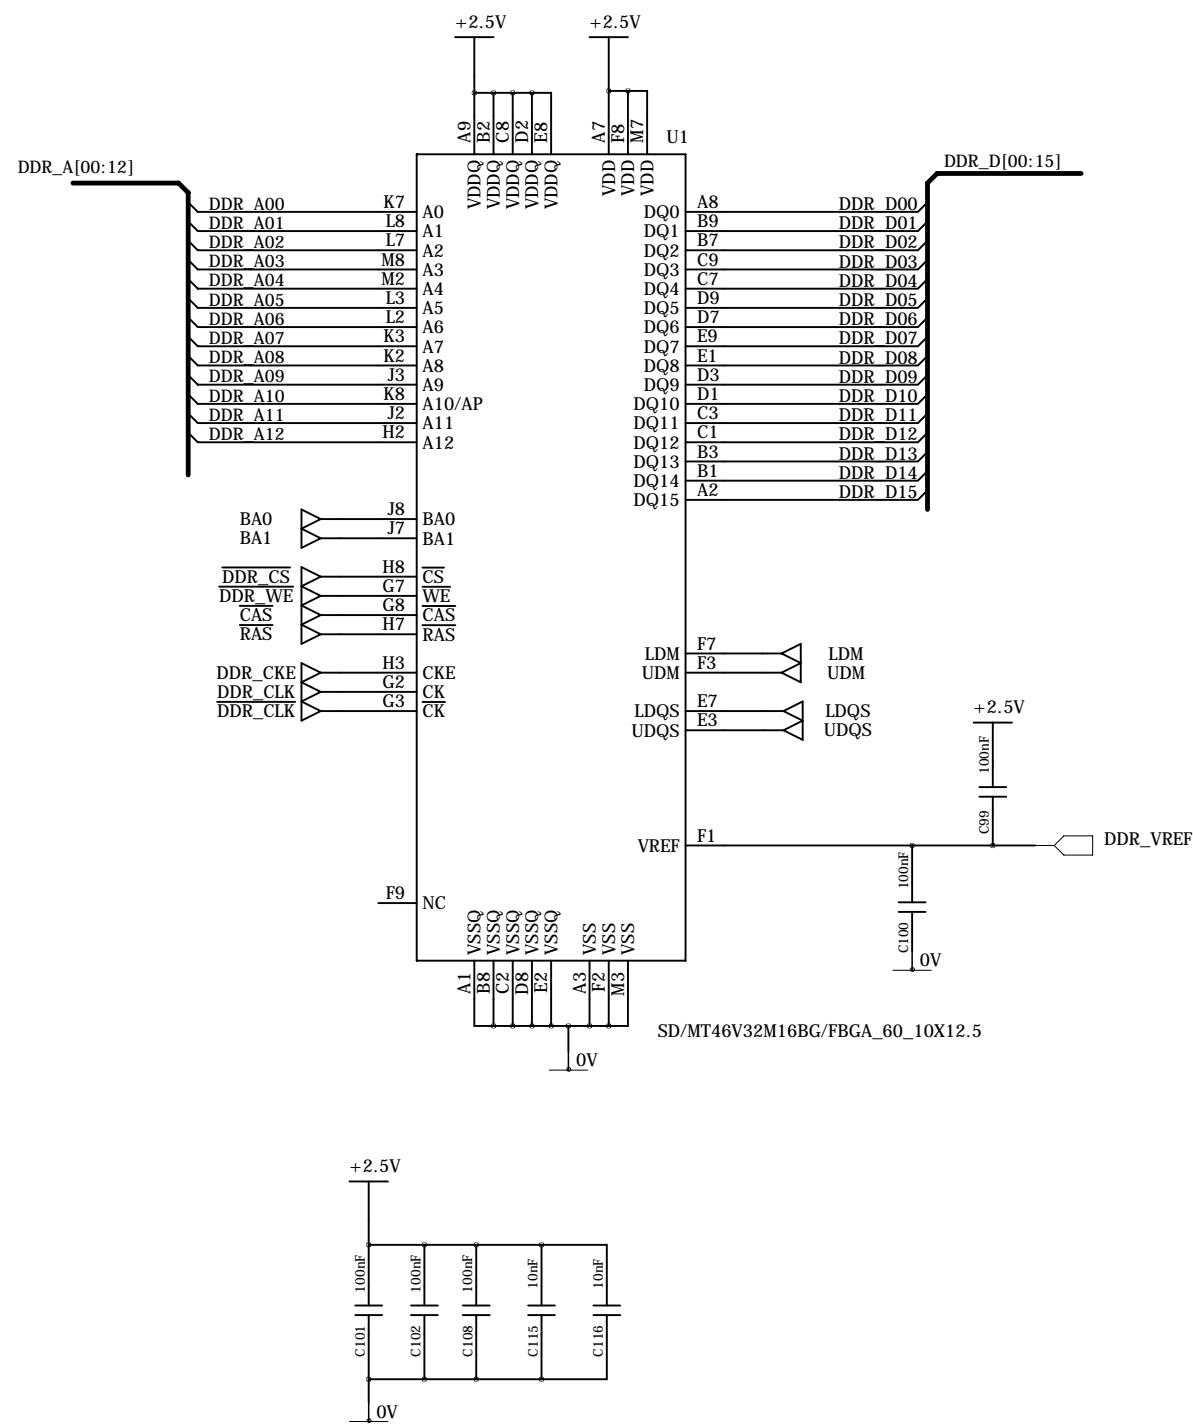 +2.5V +2.5V
A9 B2 C8 D2 E8 A7 F8 M7 U1
DDR_A[00:12] DDR_D[00:15]
VDDQ VDDQ VDDQ VDDQ VDDQ VDD VDD VDD
DDR_A00 K7 A0 DQ0 A8 DDR_D00
DDR_A01 L8 A1 DQ1 B9 DDR_D01
DDR_A02 L7 A2 DQ2 B7 DDR_D02
DDR_A03 M8 A3 DQ3 C9 DDR_D03
DDR_A04 M2 A4 DQ4 C7 DDR_D04
DDR_A05 L3 A5 DQ5 D9 DDR_D05
DDR_A06 L2 A6 DQ6 D7 DDR_D06
DDR_A07 K3 A7 DQ7 E9 DDR_D07
DDR_A08 K2 A8 DQ8 E1 DDR_D08
DDR_A09 J3 A9 DQ9 D3 DDR_D09
DDR_A10 K8 A10/AP DQ10 D1 DDR_D10
DDR_A11 J2 A11 DQ11 C3 DDR_D11
DDR_A12 H2 A12 DQ12 C1 DDR_D12
DQ13 B3 DDR_D13
DQ14 B1 DDR_D14
DQ15 A2 DDR_D15
BA0 J8 BA0
BA1 J7 BA1
DDR_CS H8 CS
DDR_WE G7 WE
CAS G8 CAS
RAS H7 RAS
LDM F7 LDM
UDM F3 UDM
DDR_CKE H3 CKE
DDR_CLK G2 CK
DDR_CLK G3 CK
LDQS E7 LDQS
UDQS E3 UDQS
+2.5V
100nF
C99
VREF F1 DDR_VREF
100nF
C100
0V
F9 NC
VSSQ VSSQ VSSQ VSSQ VSSQ VSS VSS VSS
A1 B8 C2 D8 E2 A3 F2 M3
SD/MT46V32M16BG/FBGA_60_10X12.5
0V
+2.5V
100nF 100nF 100nF 10nF 10nF
C101 C102 C108 C115 C116
0V